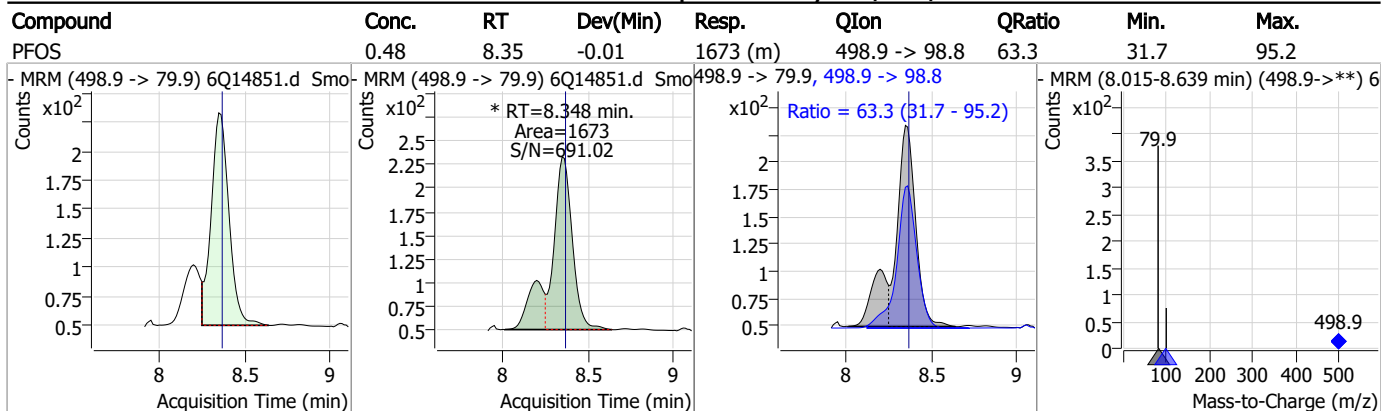 Compound Conc. RT Dev(Min) Resp. QIon QRatio Min. Max.
PFOS 0.48 8.35 -0.01 1673 (m) 498.9 -> 98.8 63.3 31.7 95.2
- MRM (498.9 -> 79.9) 6Q14851.d Smo
Counts
x10²
2
1.75
1.5
1.25
1
0.75
0.5
8 8.5 9
Acquisition Time (min)
- MRM (498.9 -> 79.9) 6Q14851.d Smo
Counts
x10²
* RT=8.348 min.
Area=1673
S/N=691.02
2.5
2.25
2
1.75
1.5
1.25
1
0.75
0.5
8 8.5 9
Acquisition Time (min)
498.9 -> 79.9, 498.9 -> 98.8
x10²
Ratio = 63.3 (31.7 - 95.2)
2
1.75
1.5
1.25
1
0.75
0.5
8 8.5 9
Acquisition Time (min)
- MRM (8.015-8.639 min) (498.9->**) 6
Counts
x10²
79.9
3.5
3
2.5
2
1.5
1
0.5
0
498.9
100 200 300 400 500
Mass-to-Charge (m/z)